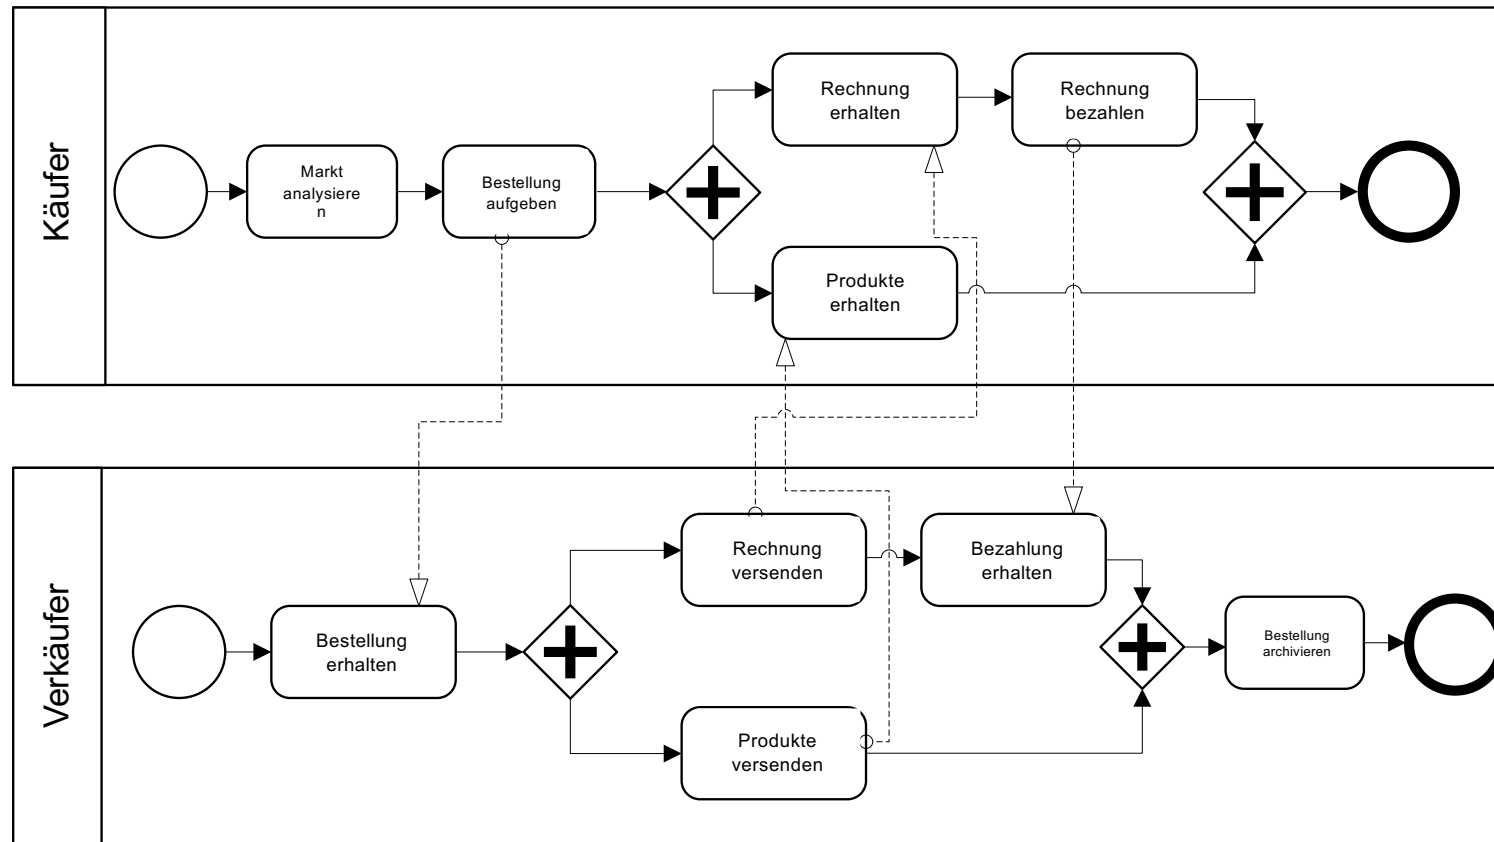 Käufer
Markt
analysiere
n
Bestellung
aufgeben
Rechnung
erhalten
Rechnung
bezahlen
Produkte
erhalten
Verkäufer
Bestellung
erhalten
Rechnung
versenden
Bezahlung
erhalten
Produkte
versenden
Bestellung
archivieren